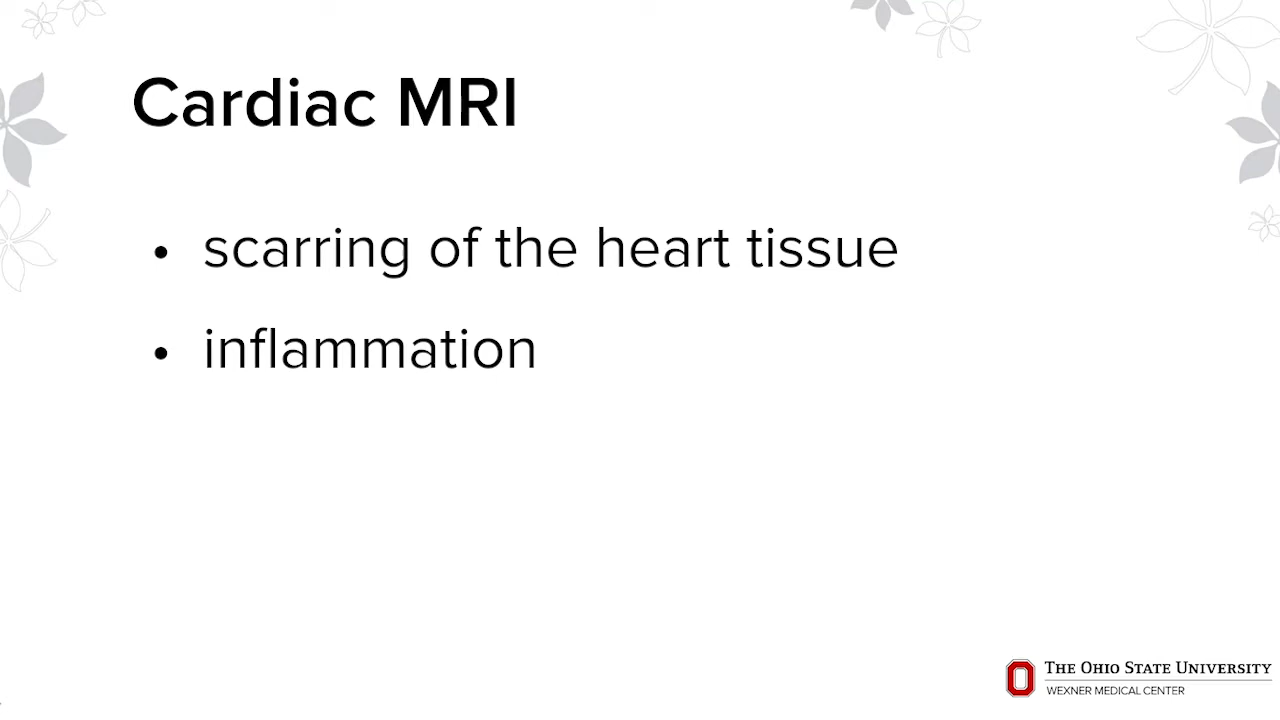 Cardiac MRI
• scarring of the heart tissue
• inflammation
THE OHIO STATE UNIVERSITY
WEXNER MEDICAL CENTER